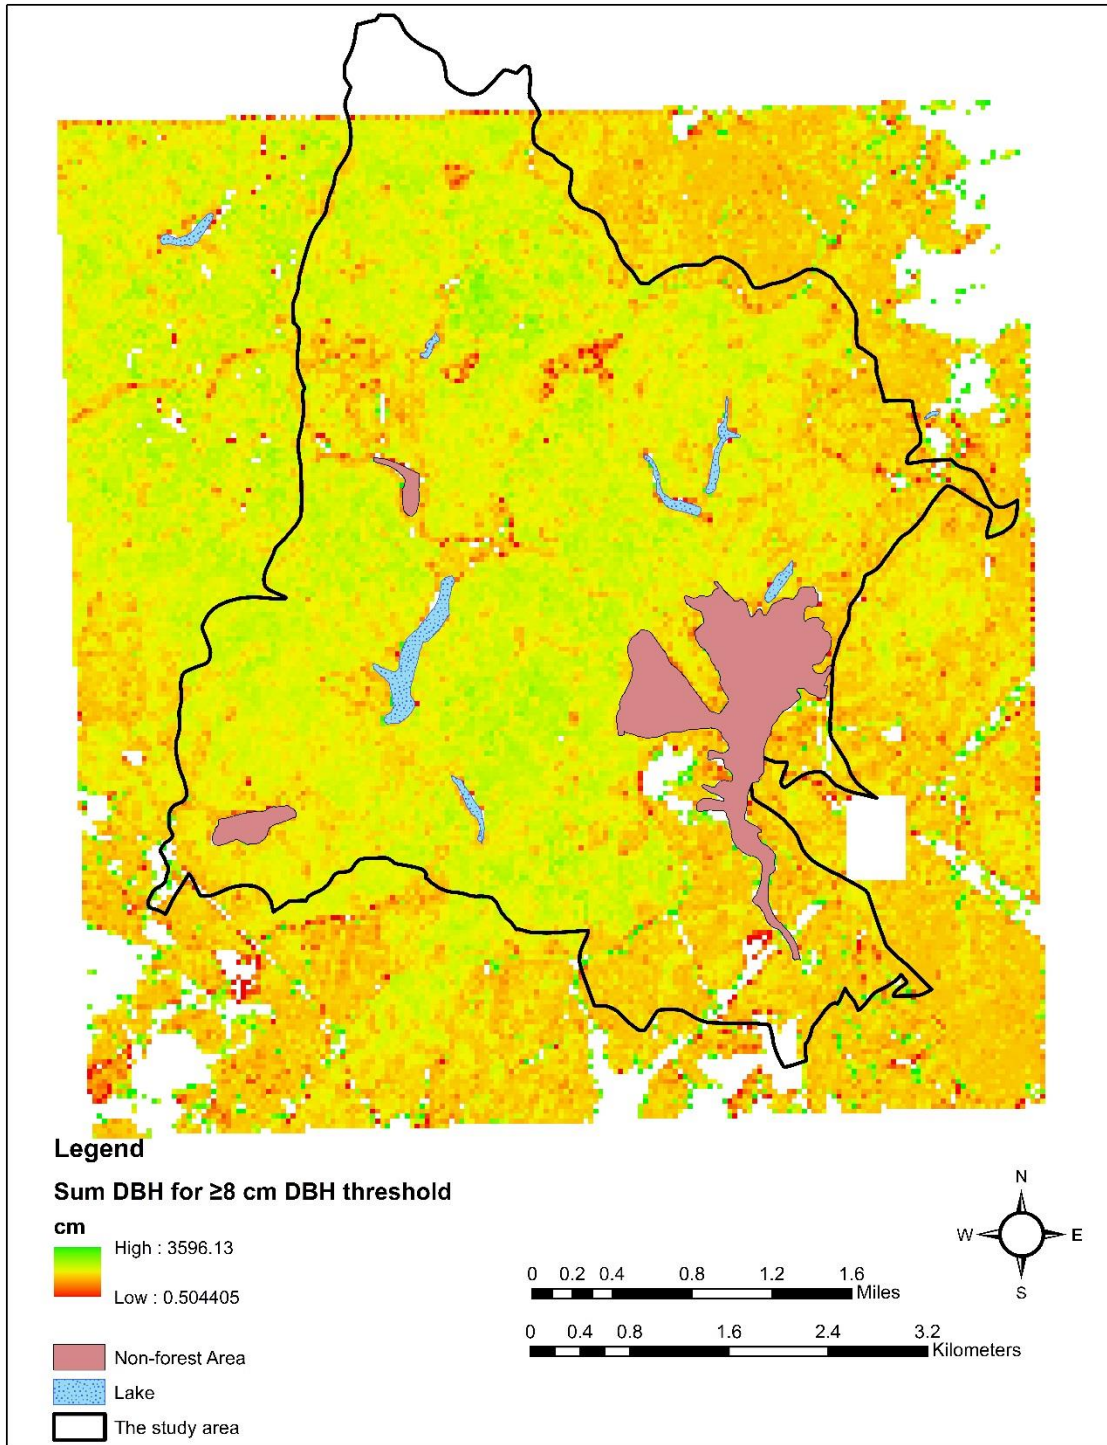 Legend
Sum DBH for ≥8 cm DBH threshold
cm
High : 3596.13
Low : 0.504405
Non-forest Area
Lake
The study area
0 0.2 0.4 0.8 1.2 1.6
Miles
0 0.4 0.8 1.6 2.4 3.2
Kilometers
N
W E
S